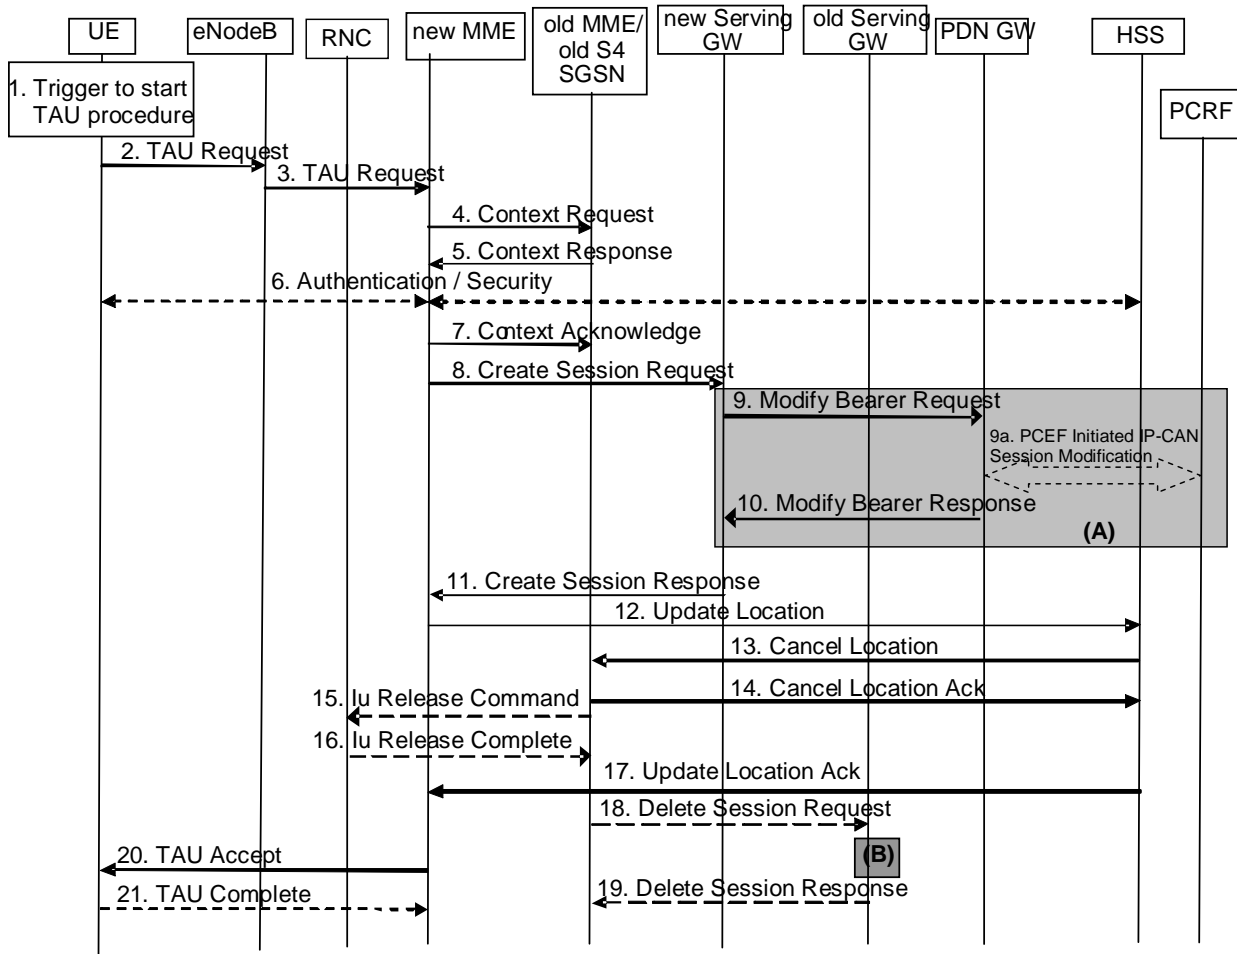 UE
eNodeB
RNC
new MME
old MME/
old S4
SGSN
new Serving
GW
old Serving
GW
PDN GW
HSS
PCRF
1. Trigger to start
TAU procedure
2. TAU Request
3. TAU Request
4. Context Request
5. Context Response
6. Authentication / Security
7. Context Acknowledge
8. Create Session Request
9. Modify Bearer Request
9a. PCEF Initiated IP-CAN
Session Modification
10. Modify Bearer Response
(A)
11. Create Session Response
12. Update Location
13. Cancel Location
14. Cancel Location Ack
15. Iu Release Command
16. Iu Release Complete
17. Update Location Ack
18. Delete Session Request
(B)
20. TAU Accept
19. Delete Session Response
21. TAU Complete